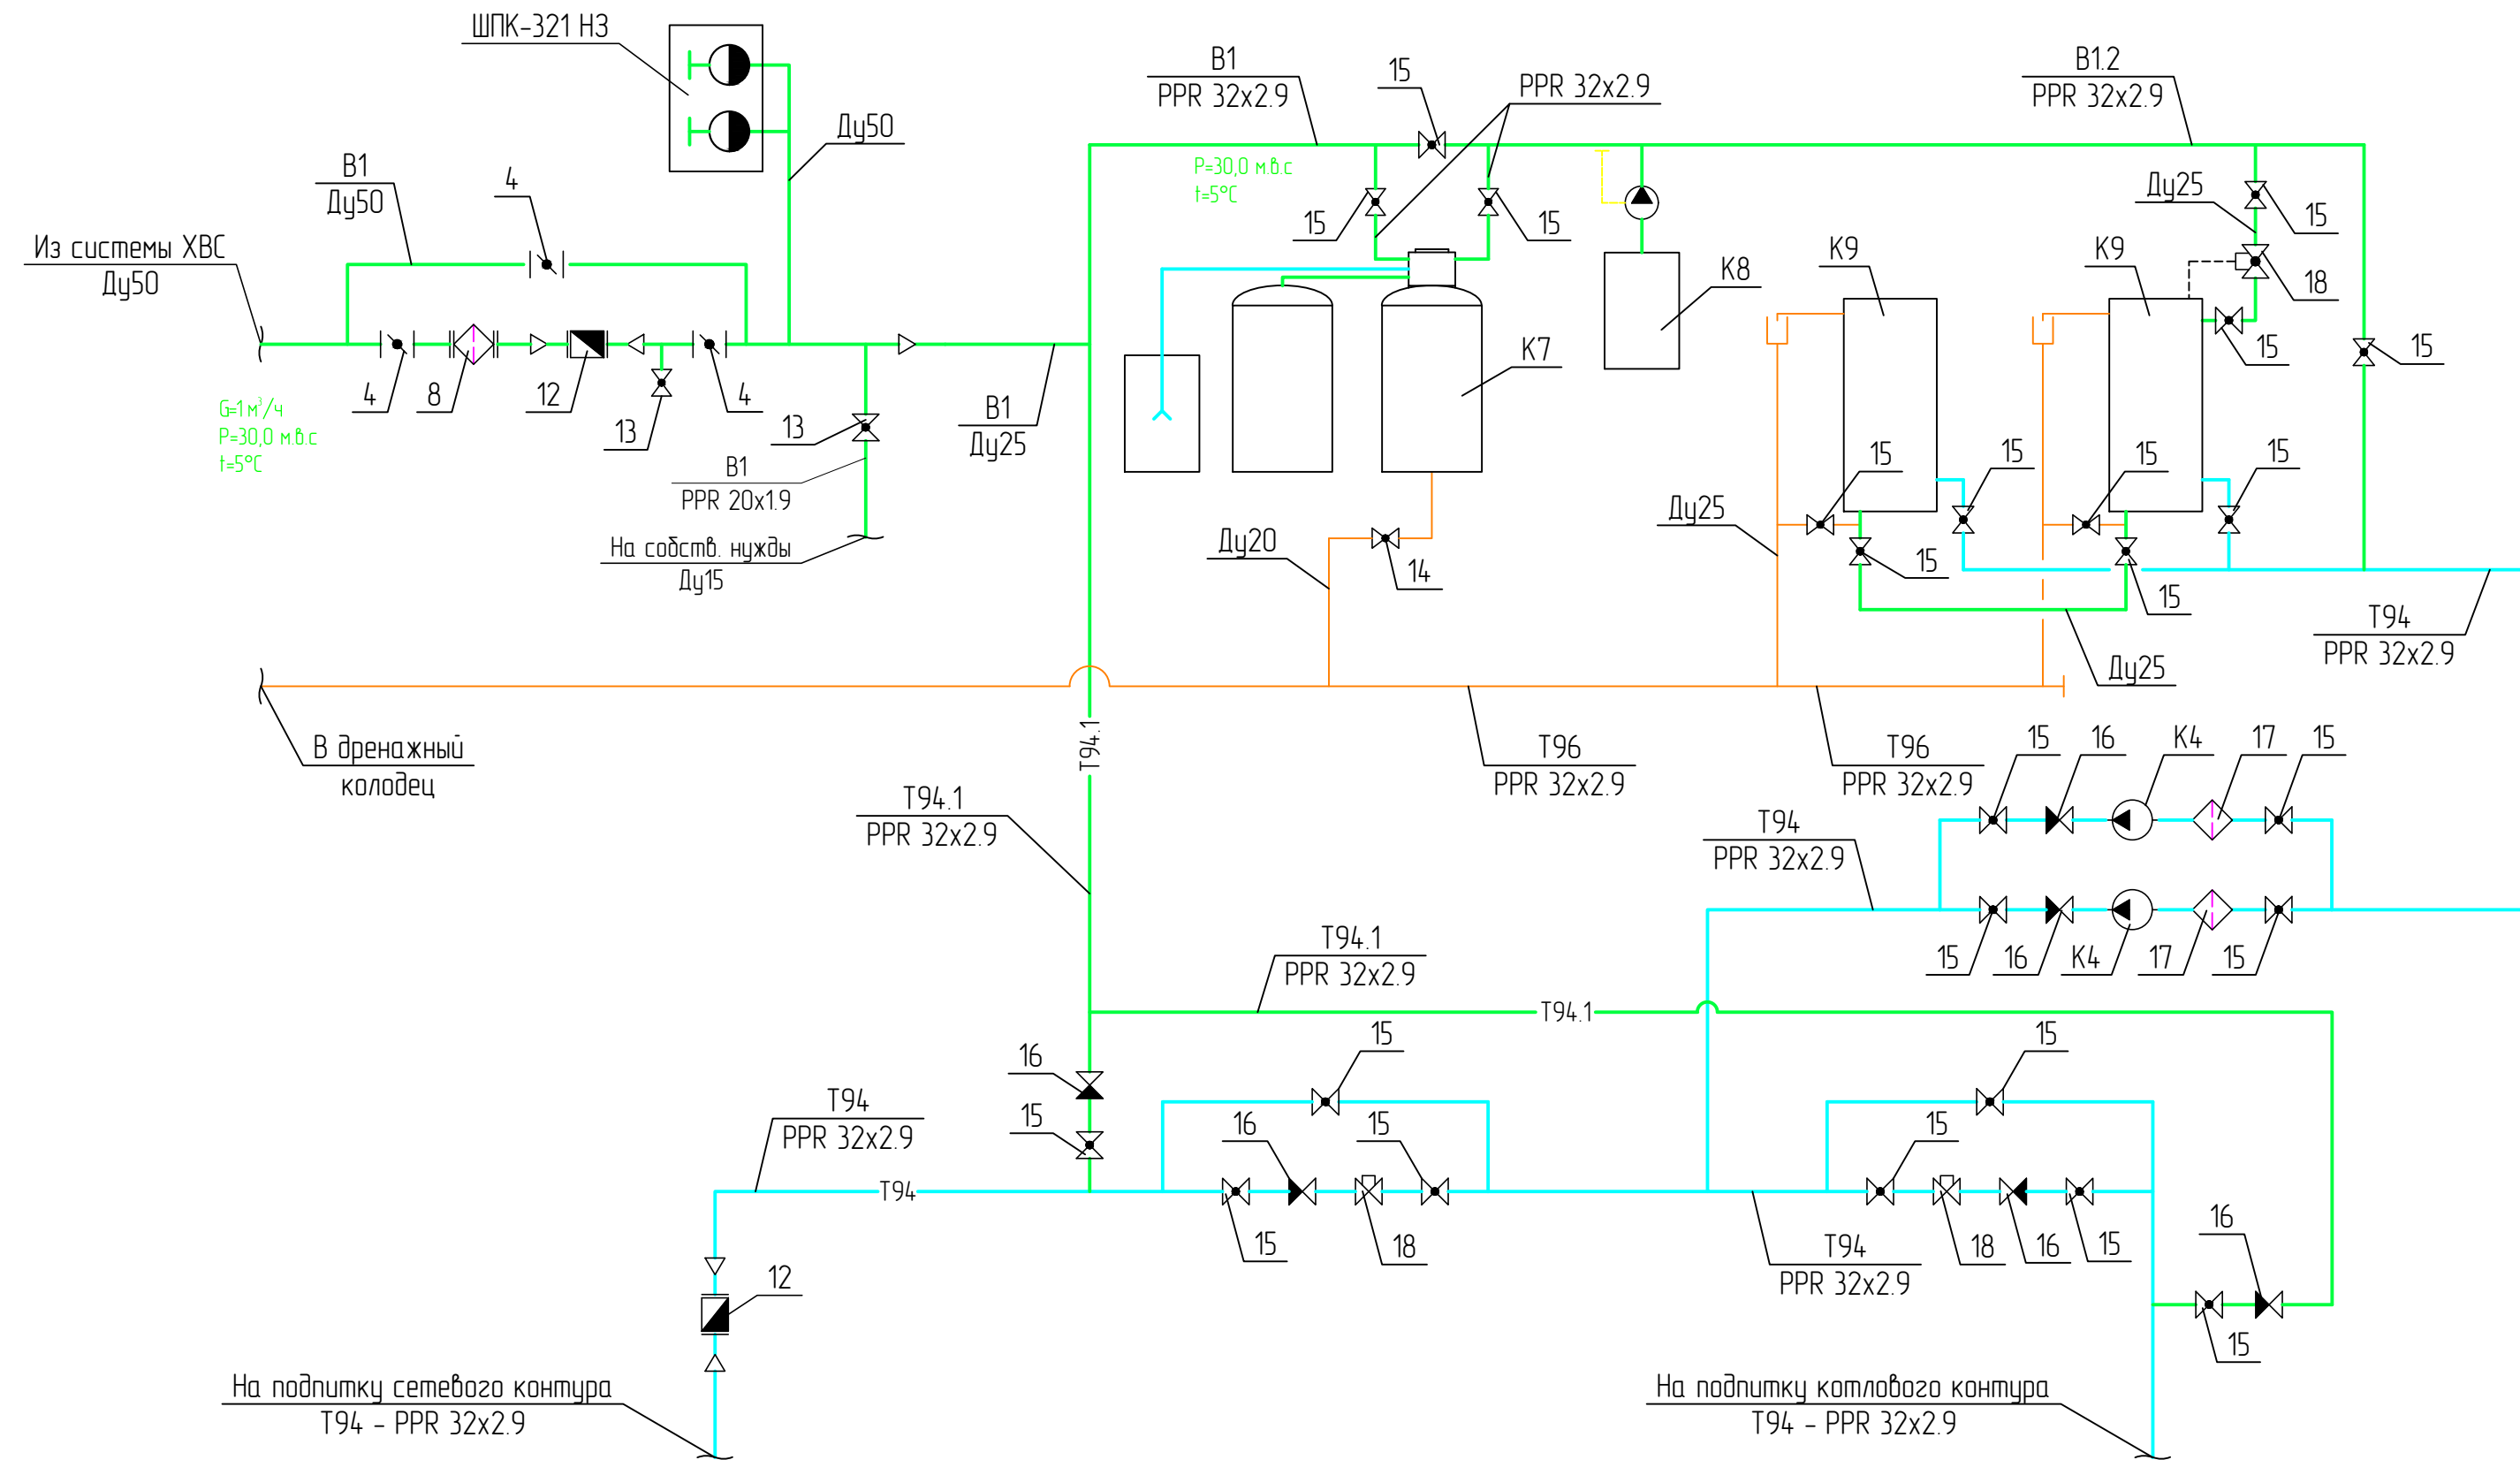 ШПК-321 НЗ
В1
PPR 32x2.9
15
PPR 32x2.9
В1.2
PPR 32x2.9
Ду50
В1
Ду50
4
P=30,0 м.в.с
t=5°C
15
15
Ду25
15
Из системы ХВС
Ду50
К9
К9
К8
18
4
8
12
4
13
G=1 м³/ч
P=30,0 м.в.с
t=5°C
13
В1
Ду25
К7
15
15
В1
PPR 20x1.9
На собств. нужды
Ду15
Ду20
14
Ду25
15
15
15
15
15
15
Т94
PPR 32x2.9
Ду25
В дренажный
колодец
Т94.1
Т96
PPR 32x2.9
Т96
PPR 32x2.9
15
16
К4
17
15
Т94.1
PPR 32x2.9
Т94
PPR 32x2.9
15
16
К4
17
15
Т94.1
PPR 32x2.9
Т94.1
16
15
15
15
Т94
PPR 32x2.9
16
15
15
Т94
15
18
18
16
15
16
Т94
PPR 32x2.9
12
15
На подпитку сетевого контура
Т94 - PPR 32x2.9
На подпитку котлового контура
Т94 - PPR 32x2.9